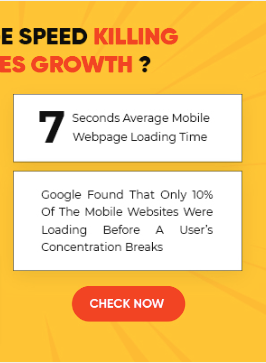 E SPEED KILLING
ES GROWTH ?
7 Seconds Average Mobile
Webpage Loading Time
Google Found That Only 10%
Of The Mobile Websites Were
Loading Before A User's
Concentration Breaks
CHECK NOW